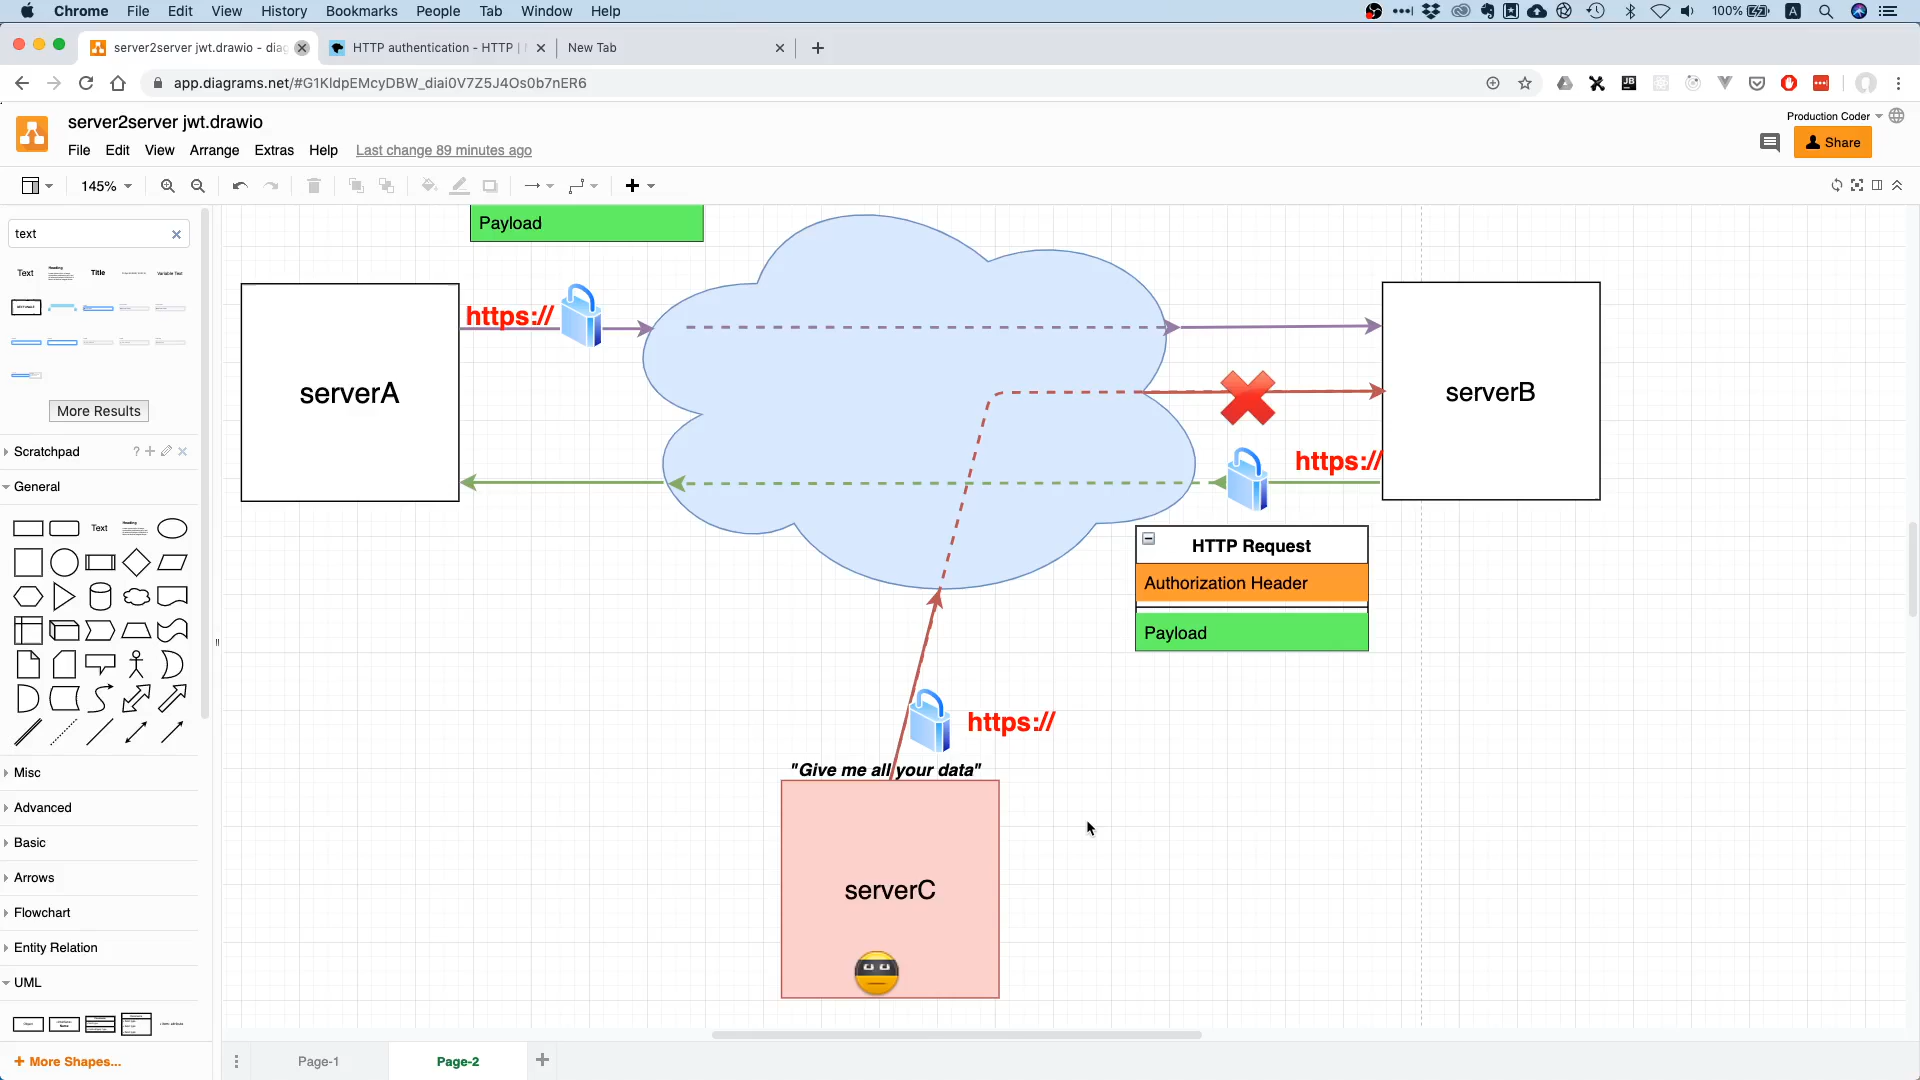 Chrome File Edit View History Bookmarks People Tab Window Help
100%
server2server jwt.drawio - diag
HTTP authentication - HTTP |
New Tab
app.diagrams.net/#G1KldpEMcyDBW_diai0V7Z5J4Os0b7nER6
server2server jwt.drawio
Production Coder
File Edit View Arrange Extras Help Last change 89 minutes ago
Share
145%
text
Text Heading Title Variable Text
More Results
Scratchpad
General
Text Heading
Misc
Advanced
Basic
Arrows
Flowchart
Entity Relation
UML
+ More Shapes...
Payload
https://
serverA
serverB
https://
HTTP Request
Authorization Header
Payload
https://
"Give me all your data"
serverC
Page-1
Page-2